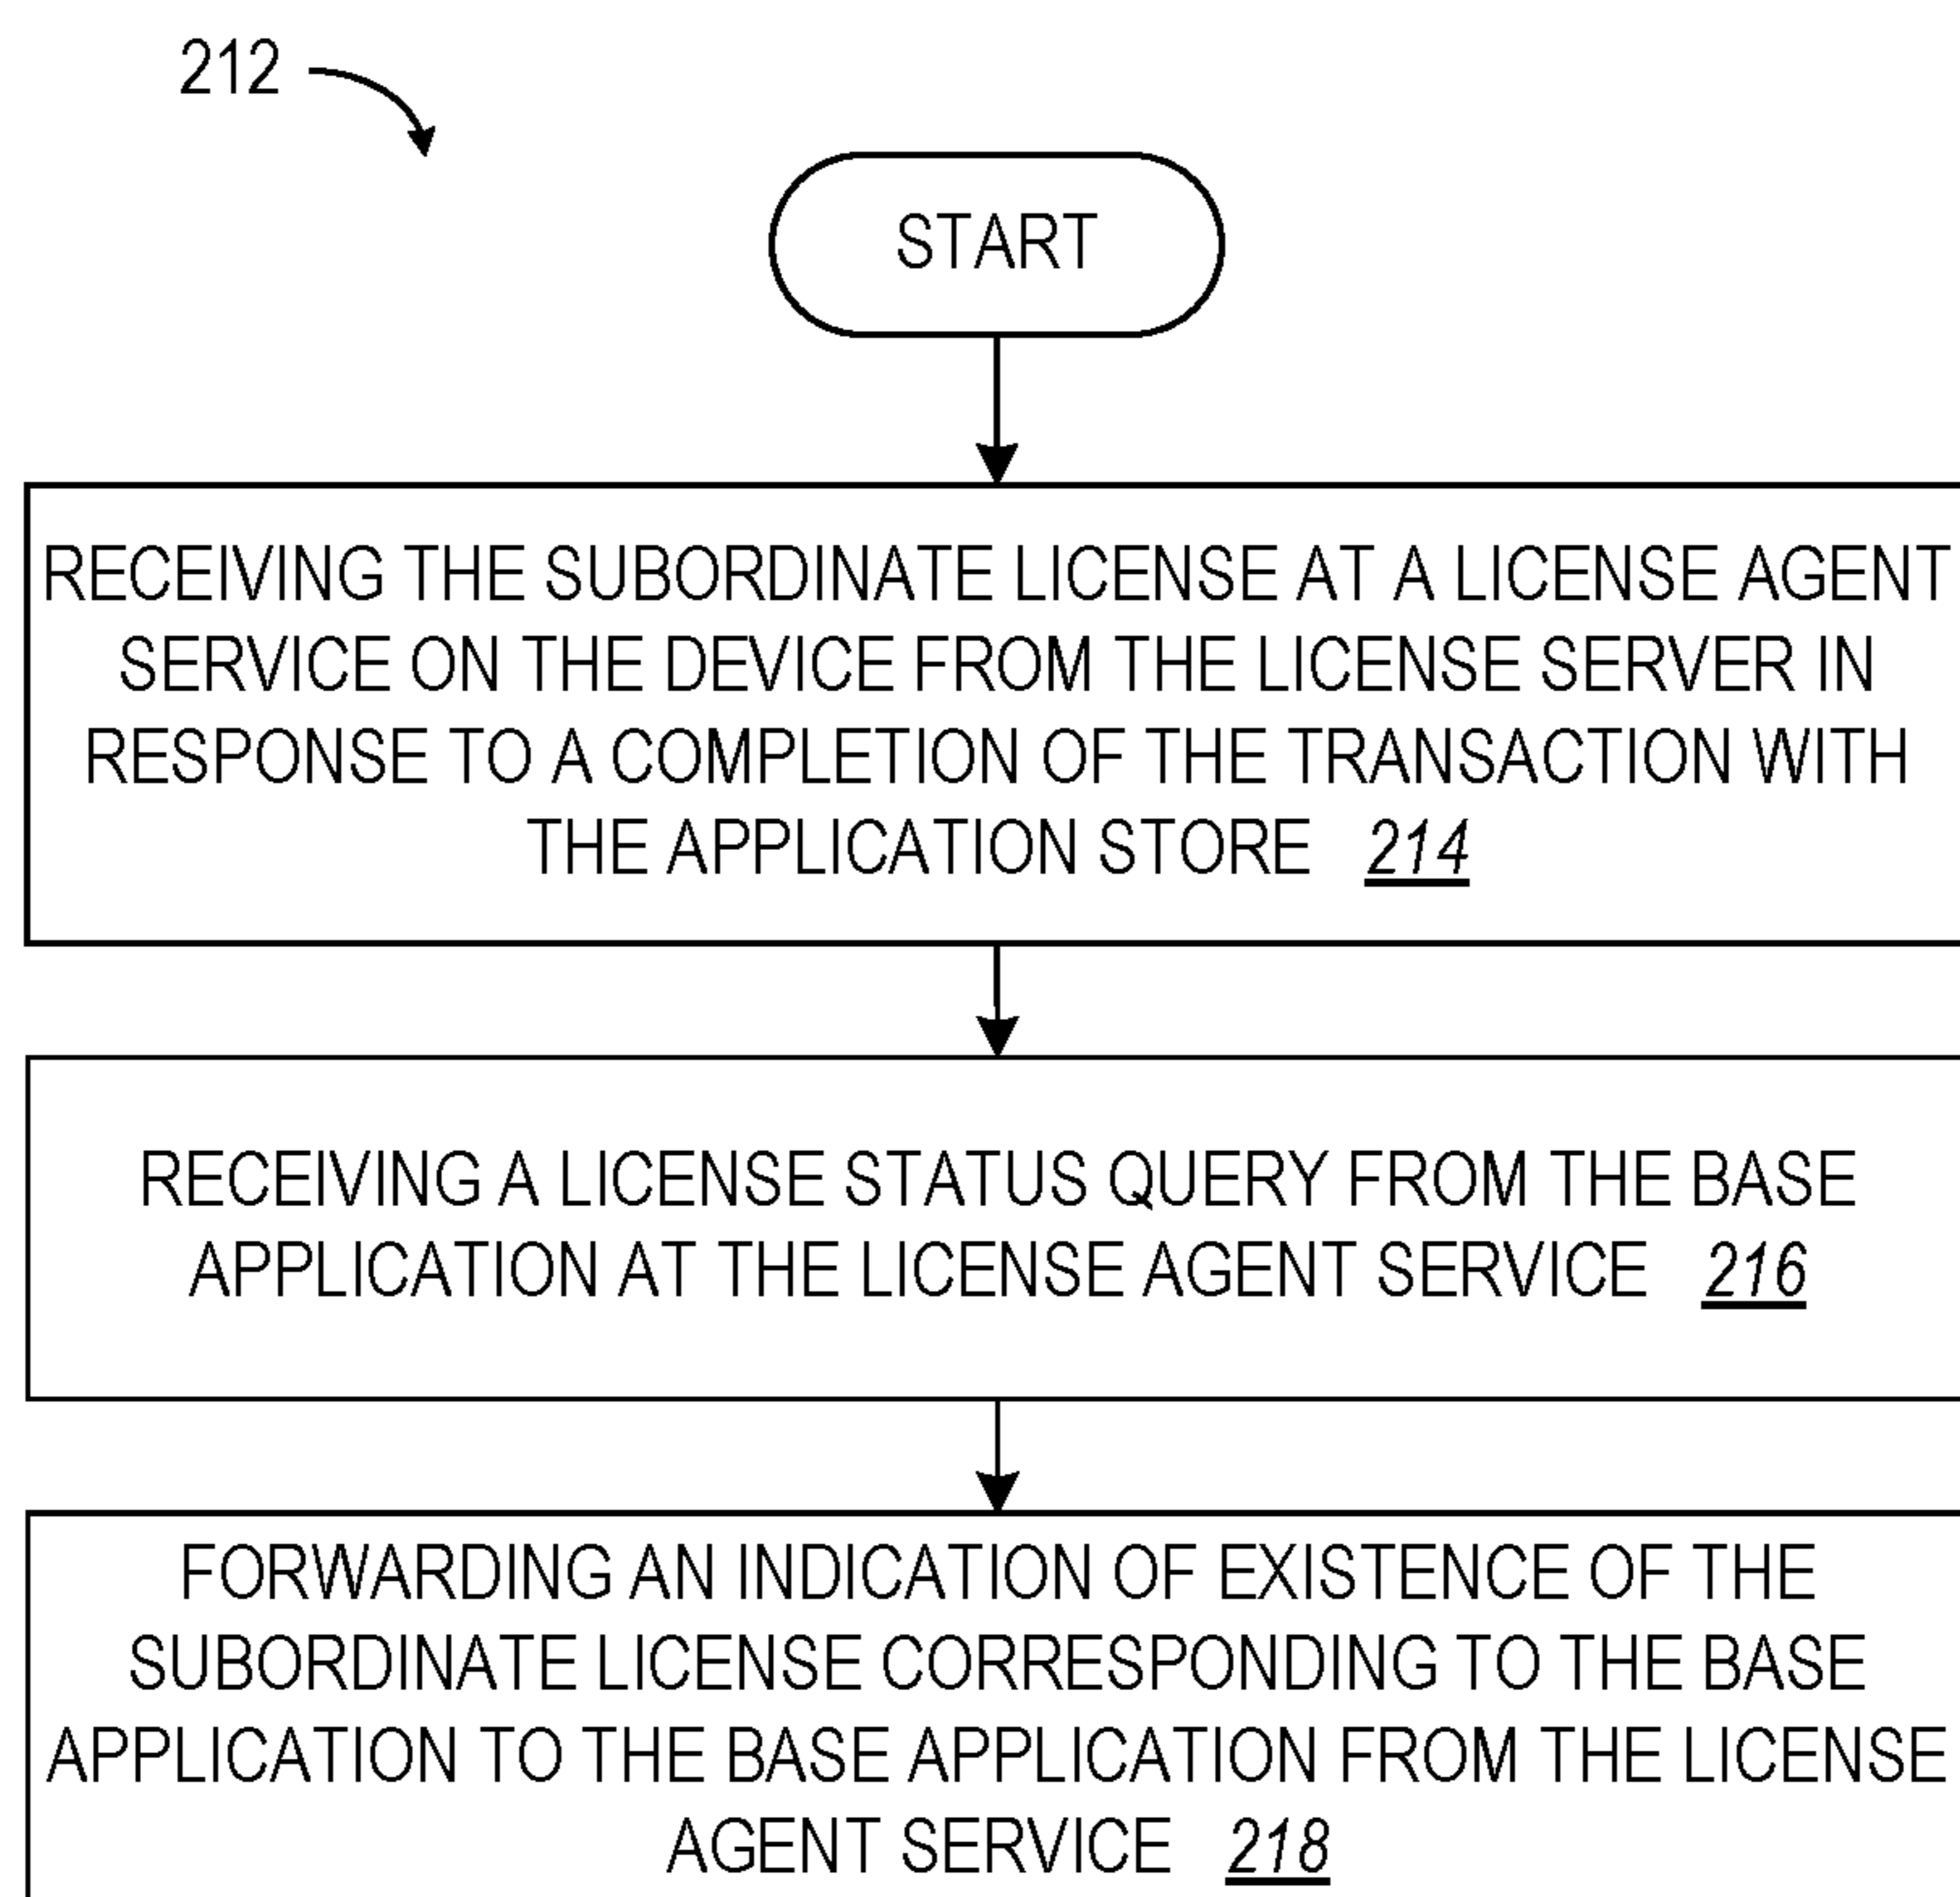 212
START
RECEIVING THE SUBORDINATE LICENSE AT A LICENSE AGENT
SERVICE ON THE DEVICE FROM THE LICENSE SERVER IN
RESPONSE TO A COMPLETION OF THE TRANSACTION WITH
THE APPLICATION STORE 214
RECEIVING A LICENSE STATUS QUERY FROM THE BASE
APPLICATION AT THE LICENSE AGENT SERVICE 216
FORWARDING AN INDICATION OF EXISTENCE OF THE
SUBORDINATE LICENSE CORRESPONDING TO THE BASE
APPLICATION TO THE BASE APPLICATION FROM THE LICENSE
AGENT SERVICE 218